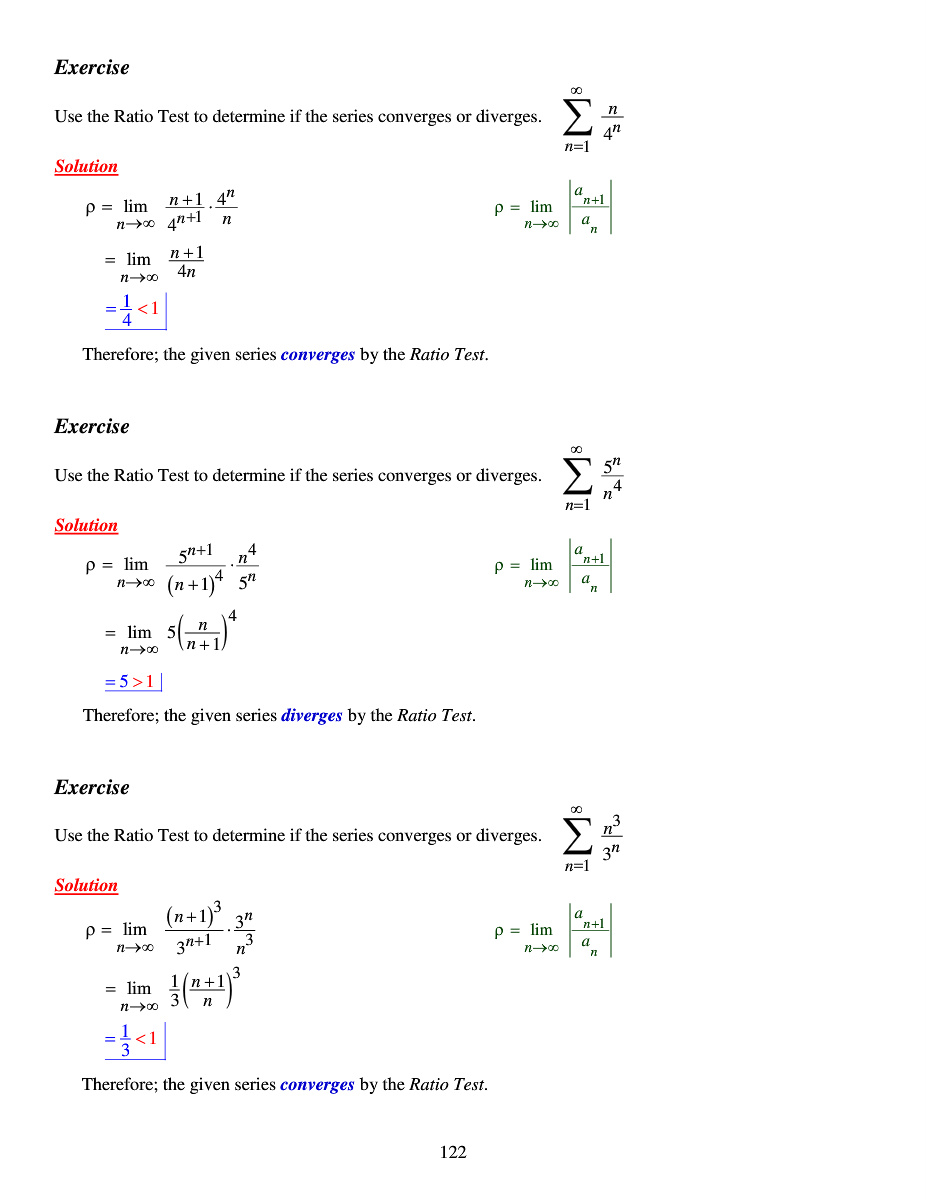 Exercise
Use the Ratio Test to determine if the series converges or diverges. $\sum_{n=1}^{\infty} \frac{n}{4^n}$
Solution
$\rho = \lim_{n\to\infty} \frac{n+1}{4^{n+1}} \cdot \frac{4^n}{n}$ $\rho = \lim_{n\to\infty} \left| \frac{a_{n+1}}{a_n} \right|$
$= \lim_{n\to\infty} \frac{n+1}{4n}$
$= \frac{1}{4} < 1$
Therefore; the given series converges by the Ratio Test.
Exercise
Use the Ratio Test to determine if the series converges or diverges. $\sum_{n=1}^{\infty} \frac{5^n}{n^4}$
Solution
$\rho = \lim_{n\to\infty} \frac{5^{n+1}}{(n+1)^4} \cdot \frac{n^4}{5^n}$ $\rho = \lim_{n\to\infty} \left| \frac{a_{n+1}}{a_n} \right|$
$= \lim_{n\to\infty} 5\left(\frac{n}{n+1}\right)^4$
$= 5 > 1$
Therefore; the given series diverges by the Ratio Test.
Exercise
Use the Ratio Test to determine if the series converges or diverges. $\sum_{n=1}^{\infty} \frac{n^3}{3^n}$
Solution
$\rho = \lim_{n\to\infty} \frac{(n+1)^3}{3^{n+1}} \cdot \frac{3^n}{n^3}$ $\rho = \lim_{n\to\infty} \left| \frac{a_{n+1}}{a_n} \right|$
$= \lim_{n\to\infty} \frac{1}{3}\left(\frac{n+1}{n}\right)^3$
$= \frac{1}{3} < 1$
Therefore; the given series converges by the Ratio Test.
122